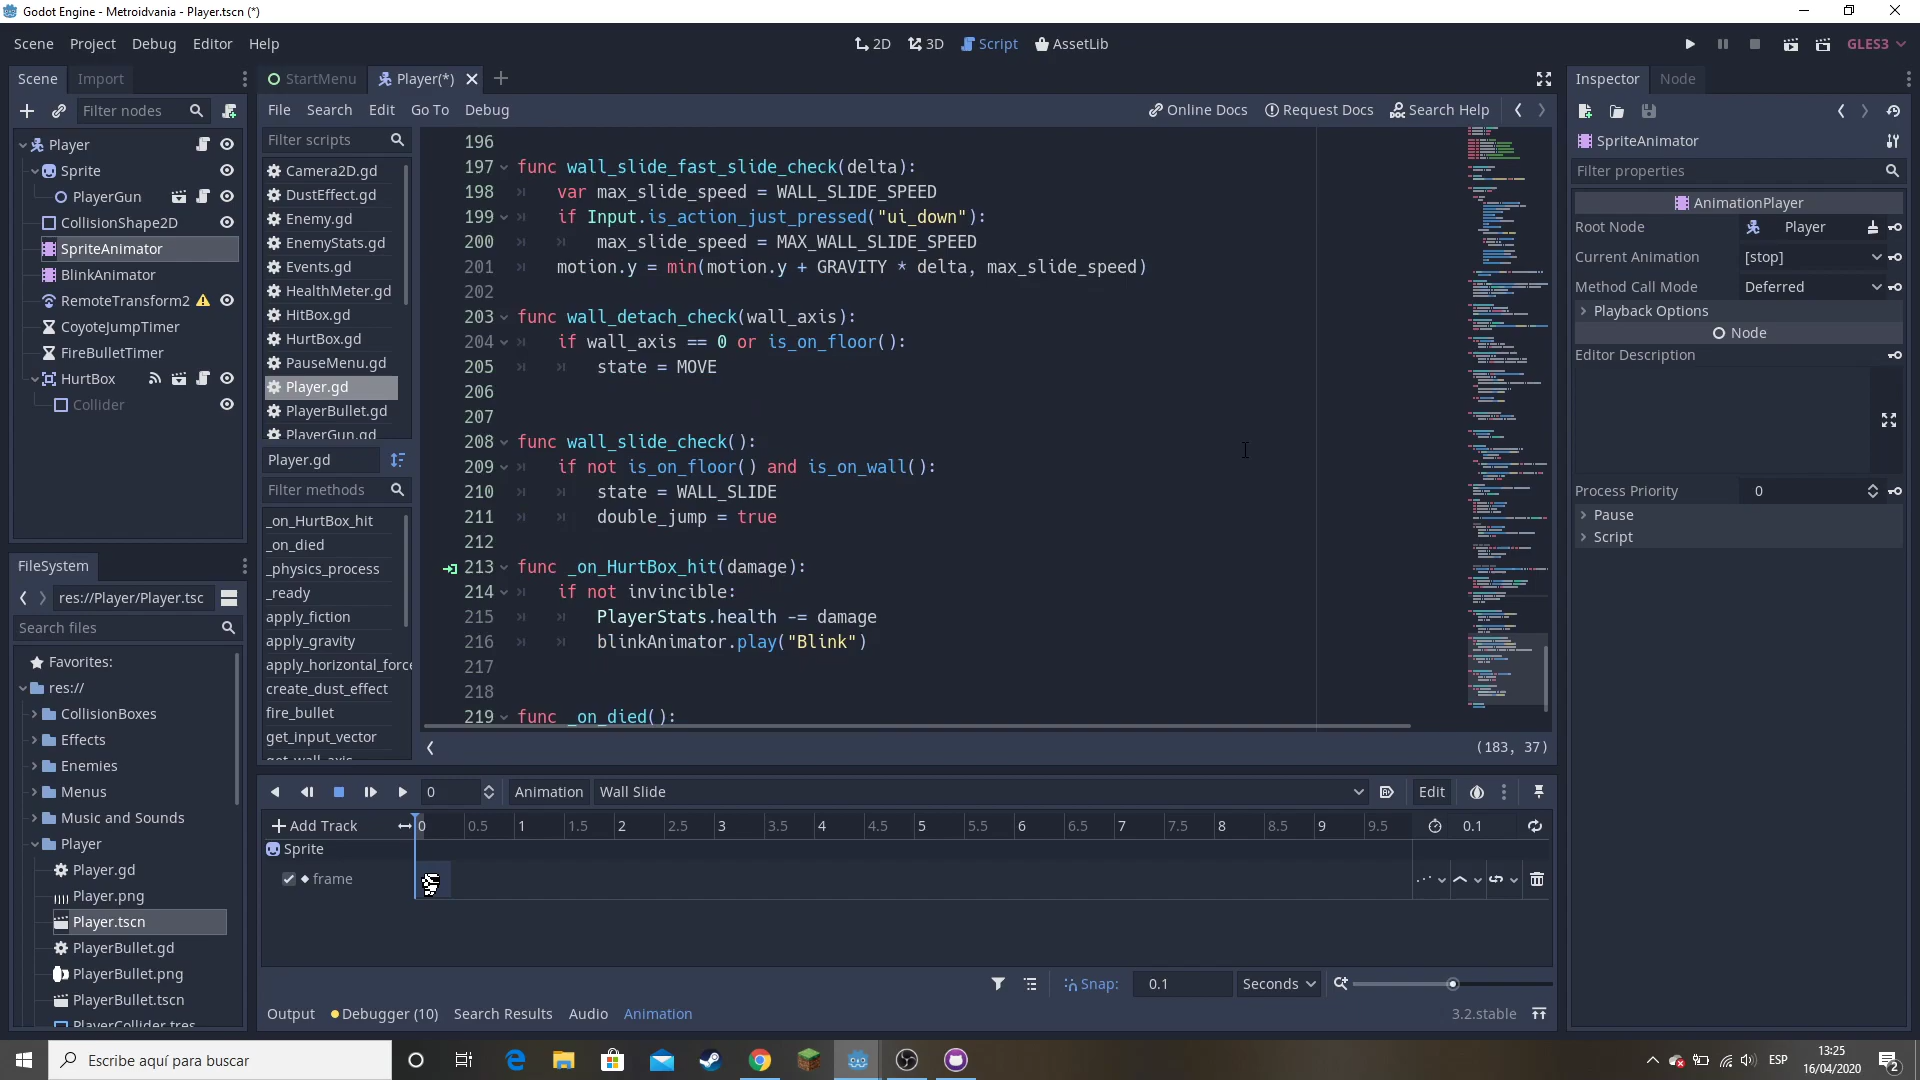 Godot Engine - Metroidvania - Player.tscn (*)
Scene Project Debug Editor Help
2D 3D Script AssetLib
GLES3
Scene Import
Filter nodes
Player
Sprite
PlayerGun
CollisionShape2D
SpriteAnimator
BlinkAnimator
RemoteTransform2
CoyoteJumpTimer
FireBulletTimer
HurtBox
Collider
FileSystem
res://Player/Player.tsc
Search files
Favorites:
res://
CollisionBoxes
Effects
Enemies
Menus
Music and Sounds
Player
Player.gd
Player.png
Player.tscn
PlayerBullet.gd
PlayerBullet.png
PlayerBullet.tscn
PlayerCollider.tres
StartMenu Player(*)
File Search Edit Go To Debug
Online Docs Request Docs Search Help
Filter scripts
Camera2D.gd
DustEffect.gd
Enemy.gd
EnemyStats.gd
Events.gd
HealthMeter.gd
HitBox.gd
HurtBox.gd
PauseMenu.gd
Player.gd
PlayerBullet.gd
PlayerGun.gd
Player.gd
Filter methods
_on_HurtBox_hit
_on_died
_physics_process
_ready
apply_fiction
apply_gravity
apply_horizontal_force
create_dust_effect
fire_bullet
get_input_vector
get_wall_axis
196
197 func wall_slide_fast_slide_check(delta):
198 var max_slide_speed = WALL_SLIDE_SPEED
199 if Input.is_action_just_pressed("ui_down"):
200 max_slide_speed = MAX_WALL_SLIDE_SPEED
201 motion.y = min(motion.y + GRAVITY * delta, max_slide_speed)
202
203 func wall_detach_check(wall_axis):
204 if wall_axis == 0 or is_on_floor():
205 state = MOVE
206
207
208 func wall_slide_check():
209 if not is_on_floor() and is_on_wall():
210 state = WALL_SLIDE
211 double_jump = true
212
213 func _on_HurtBox_hit(damage):
214 if not invincible:
215 PlayerStats.health -= damage
216 blinkAnimator.play("Blink")
217
218
219 func _on_died():
(183, 37)
0 Animation Wall Slide Edit
Add Track 0 0.5 1 1.5 2 2.5 3 3.5 4 4.5 5 5.5 6 6.5 7 7.5 8 8.5 9 9.5 0.1
Sprite
frame
Snap: 0.1 Seconds
Output Debugger (10) Search Results Audio Animation 3.2.stable
Inspector Node
SpriteAnimator
Filter properties
AnimationPlayer
Root Node Player
Current Animation [stop]
Method Call Mode Deferred
Playback Options
Node
Editor Description
Process Priority 0
Pause
Script
Escribe aquí para buscar
ESP
13:25
16/04/2020
2